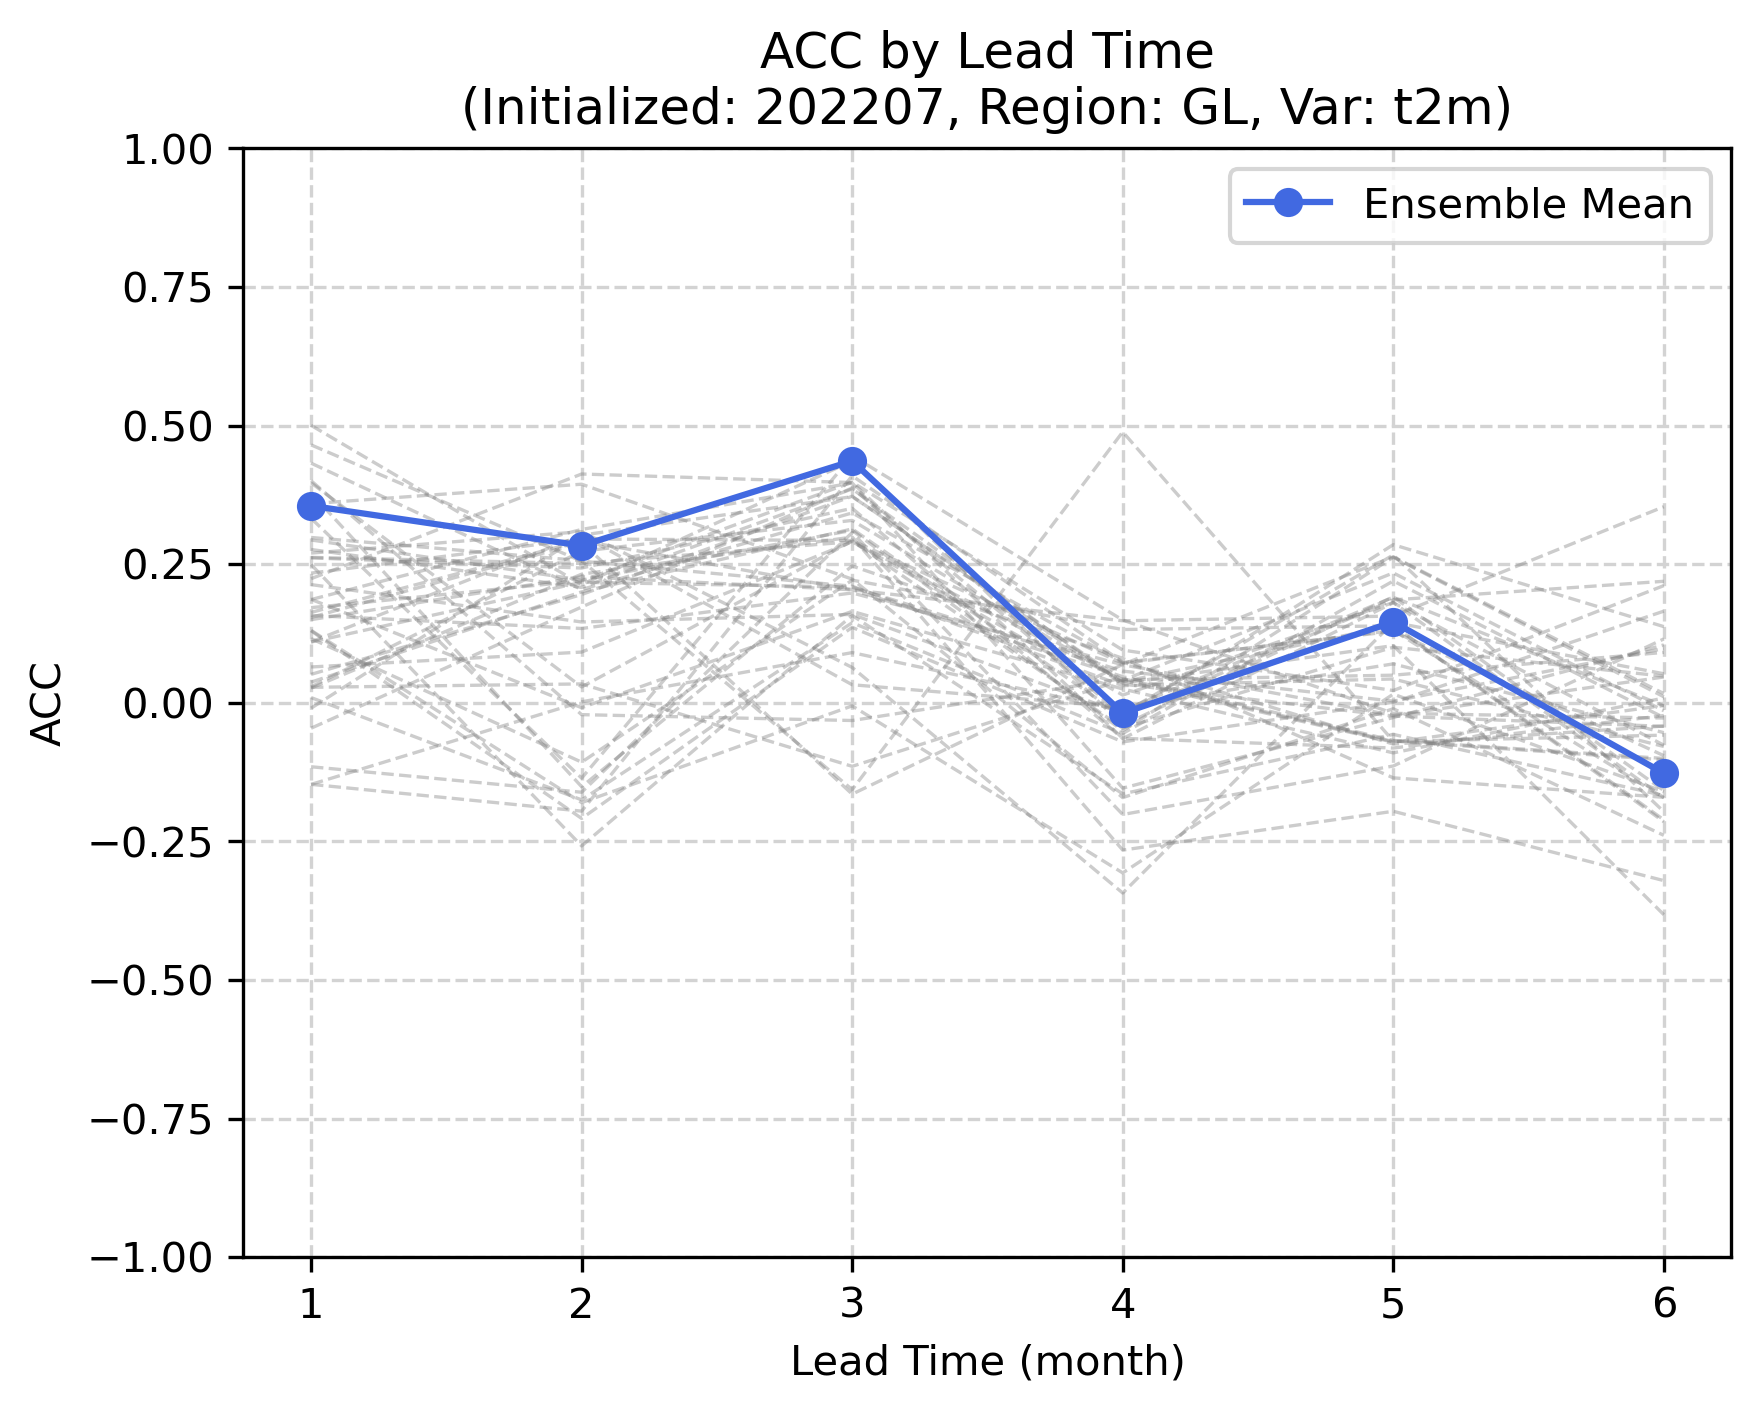 ACC by Lead Time
(Initialized: 202207, Region: GL, Var: t2m)
Ensemble Mean
ACC
1.00
0.75
0.50
0.25
0.00
−0.25
−0.50
−0.75
−1.00
1 2 3 4 5 6
Lead Time (month)